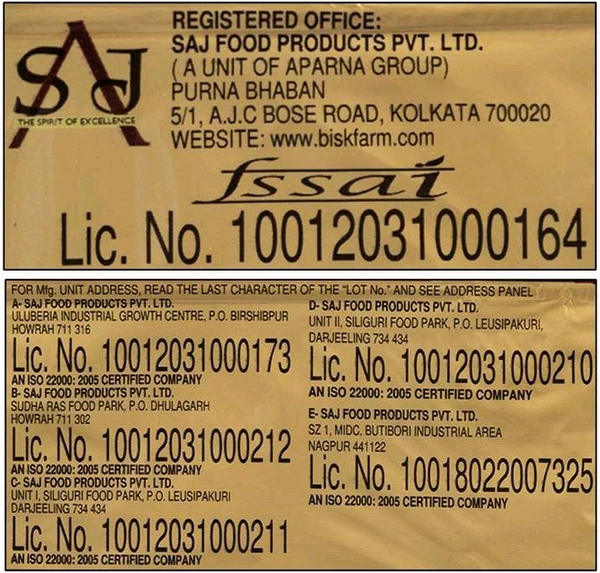 SAJ
THE SPIRIT OF EXCELLENCE
REGISTERED OFFICE:
SAJ FOOD PRODUCTS PVT. LTD.
( A UNIT OF APARNA GROUP)
PURNA BHABAN
5/1, A.J.C BOSE ROAD, KOLKATA 700020
WEBSITE: www.biskfarm.com
fssai
Lic. No. 10012031000164
FOR Mfg. UNIT ADDRESS, READ THE LAST CHARACTER OF THE "LOT No." AND SEE ADDRESS PANEL
A- SAJ FOOD PRODUCTS PVT. LTD.
ULUBERIA INDUSTRIAL GROWTH CENTRE, P.O. BIRSHIBPUR
HOWRAH 711 316
Lic. No. 10012031000173
AN ISO 22000: 2005 CERTIFIED COMPANY
B- SAJ FOOD PRODUCTS PVT. LTD.
SUDHA RAS FOOD PARK, P.O. DHULAGARH
HOWRAH 711 302
Lic. No. 10012031000212
AN ISO 22000: 2005 CERTIFIED COMPANY
C- SAJ FOOD PRODUCTS PVT. LTD.
UNIT I, SILIGURI FOOD PARK, P.O. LEUSIPAKURI
DARJEELING 734 434
Lic. No. 10012031000211
AN ISO 22000: 2005 CERTIFIED COMPANY
D- SAJ FOOD PRODUCTS PVT. LTD.
UNIT II, SILIGURI FOOD PARK, P.O. LEUSIPAKURI,
DARJEELING 734 434
Lic. No. 10012031000210
AN ISO 22000: 2005 CERTIFIED COMPANY
E- SAJ FOOD PRODUCTS PVT. LTD.
SZ 1, MIDC, BUTIBORI INDUSTRIAL AREA
NAGPUR 441122
Lic. No. 10018022007325
AN ISO 22000: 2005 CERTIFIED COMPANY